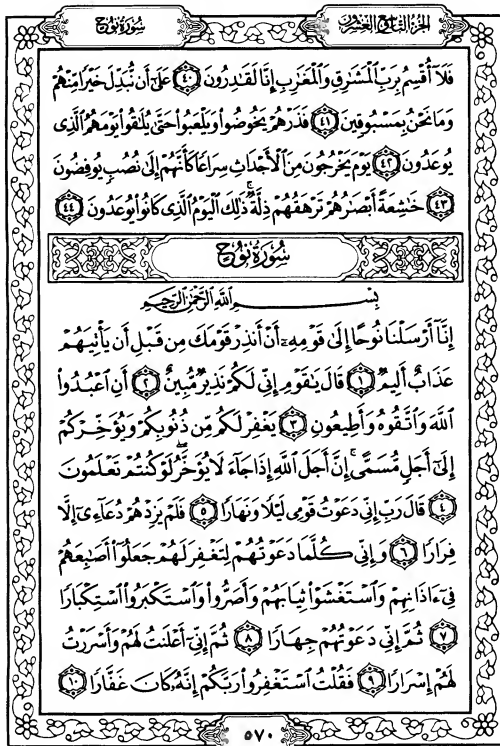 الجزء التاسع والعشرون
سورة نوح
فَلَآ أُقْسِمُ بِرَبِّ ٱلْمَشَٰرِقِ وَٱلْمَغَٰرِبِ إِنَّا لَقَٰدِرُونَ ٤٠ عَلَىٰٓ أَن نُّبَدِّلَ خَيْرًا مِّنْهُمْ
وَمَا نَحْنُ بِمَسْبُوقِينَ ٤١ فَذَرْهُمْ يَخُوضُوا۟ وَيَلْعَبُوا۟ حَتَّىٰ يُلَٰقُوا۟ يَوْمَهُمُ ٱلَّذِى
يُوعَدُونَ ٤٢ يَوْمَ يَخْرُجُونَ مِنَ ٱلْأَجْدَاثِ سِرَاعًا كَأَنَّهُمْ إِلَىٰ نُصُبٍ يُوفِضُونَ
٤٣ خَٰشِعَةً أَبْصَٰرُهُمْ تَرْهَقُهُمْ ذِلَّةٌ ۚ ذَٰلِكَ ٱلْيَوْمُ ٱلَّذِى كَانُوا۟ يُوعَدُونَ ٤٤
سُورَةُ نُوحٍ
بِسْمِ ٱللَّهِ ٱلرَّحْمَٰنِ ٱلرَّحِيمِ
إِنَّآ أَرْسَلْنَا نُوحًا إِلَىٰ قَوْمِهِۦٓ أَنْ أَنذِرْ قَوْمَكَ مِن قَبْلِ أَن يَأْتِيَهُمْ
عَذَابٌ أَلِيمٌ ١ قَالَ يَٰقَوْمِ إِنِّى لَكُمْ نَذِيرٌ مُّبِينٌ ٢ أَنِ ٱعْبُدُوا۟
ٱللَّهَ وَٱتَّقُوهُ وَأَطِيعُونِ ٣ يَغْفِرْ لَكُم مِّن ذُنُوبِكُمْ وَيُؤَخِّرْكُمْ
إِلَىٰٓ أَجَلٍ مُّسَمًّى ۚ إِنَّ أَجَلَ ٱللَّهِ إِذَا جَآءَ لَا يُؤَخَّرُ ۖ لَوْ كُنتُمْ تَعْلَمُونَ
٤ قَالَ رَبِّ إِنِّى دَعَوْتُ قَوْمِى لَيْلًا وَنَهَارًا ٥ فَلَمْ يَزِدْهُمْ دُعَآءِىٓ إِلَّا
فِرَارًا ٦ وَإِنِّى كُلَّمَا دَعَوْتُهُمْ لِتَغْفِرَ لَهُمْ جَعَلُوٓا۟ أَصَٰبِعَهُمْ
فِىٓ ءَاذَانِهِمْ وَٱسْتَغْشَوْا۟ ثِيَابَهُمْ وَأَصَرُّوا۟ وَٱسْتَكْبَرُوا۟ ٱسْتِكْبَارًا
٧ ثُمَّ إِنِّى دَعَوْتُهُمْ جِهَارًا ٨ ثُمَّ إِنِّىٓ أَعْلَنتُ لَهُمْ وَأَسْرَرْتُ
لَهُمْ إِسْرَارًا ٩ فَقُلْتُ ٱسْتَغْفِرُوا۟ رَبَّكُمْ إِنَّهُۥ كَانَ غَفَّارًا ١٠
٥٧٠